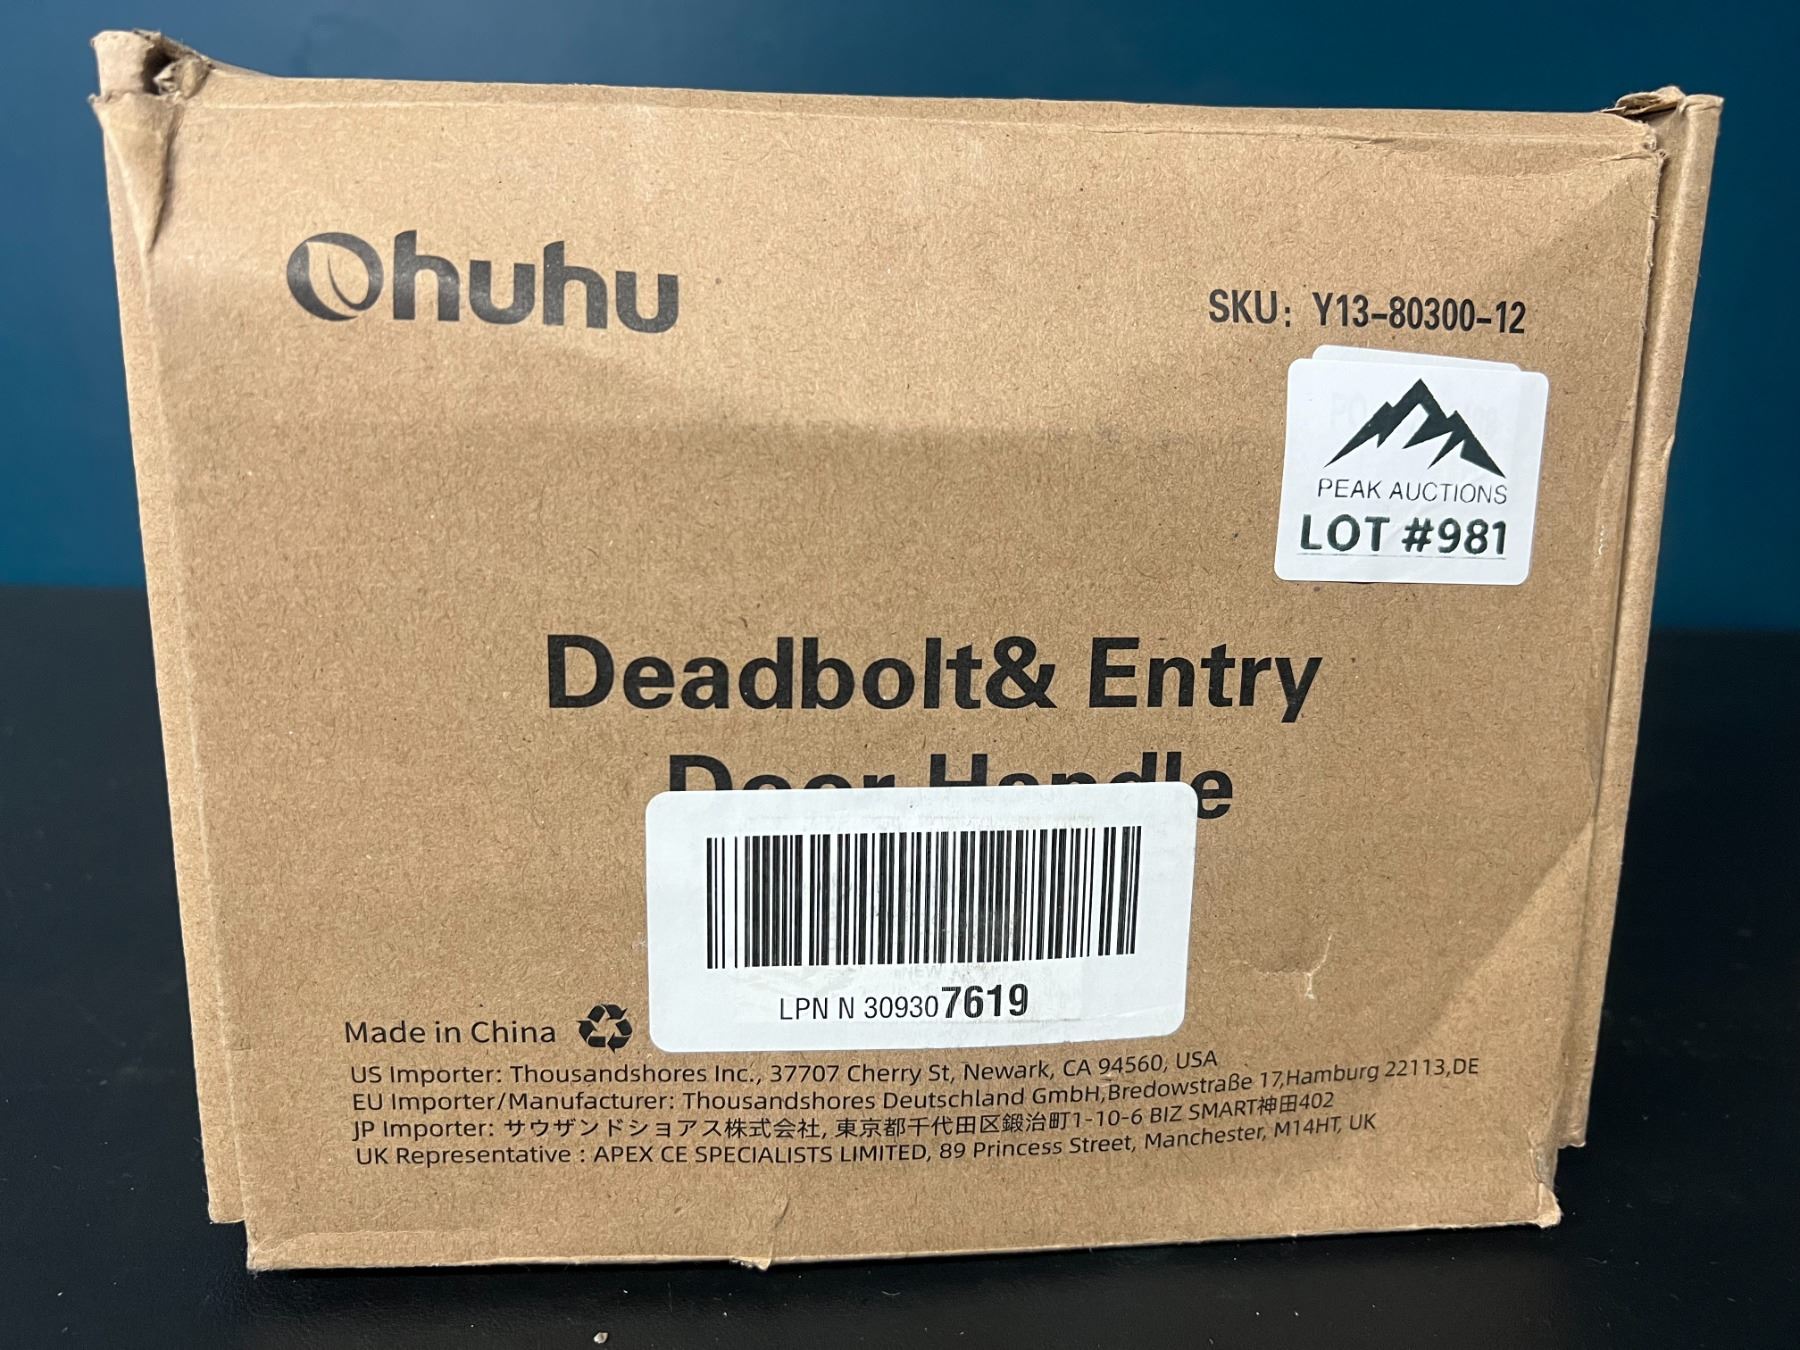 Ohuhu
SKU: Y13-80300-12
PEAK AUCTIONS
LOT #981
Deadbolt& Entry
Door Handle
LPN N 309307619
Made in China
US Importer: Thousandshores Inc., 37707 Cherry St, Newark, CA 94560, USA
EU Importer/Manufacturer: Thousandshores Deutschland GmbH,Bredowstraße 17,Hamburg 22113,DE
JP Importer: サウザンドショアス株式会社, 東京都千代田区鍛治町1-10-6 BIZ SMART神田402
UK Representative : APEX CE SPECIALISTS LIMITED, 89 Princess Street, Manchester, M14HT, UK